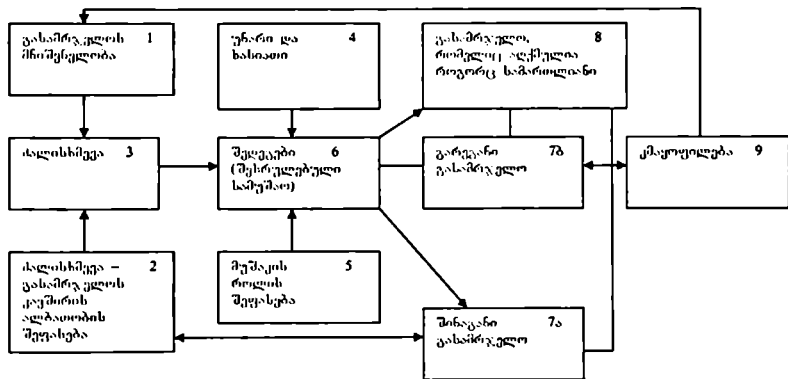 გასამრჯელოს 1
მნიშვნელობა
უნარი და 4
ხასიათი
გასამრჯელო, 8
რომელიც აღქმულია
როგორც სამართლიანი
ძალისხმევა 3
შედეგები 6
(შესრულებული
სამუშაო)
გარეგანი 7ბ
გასამრჯელო
კმაყოფილება 9
ძალისხმევა – 2
გასამრჯელოს
კავშირის
ალბათობის
შეფასება
მუშაკის 5
როლის
შეფასება
შინაგანი 7ა
გასამრჯელო